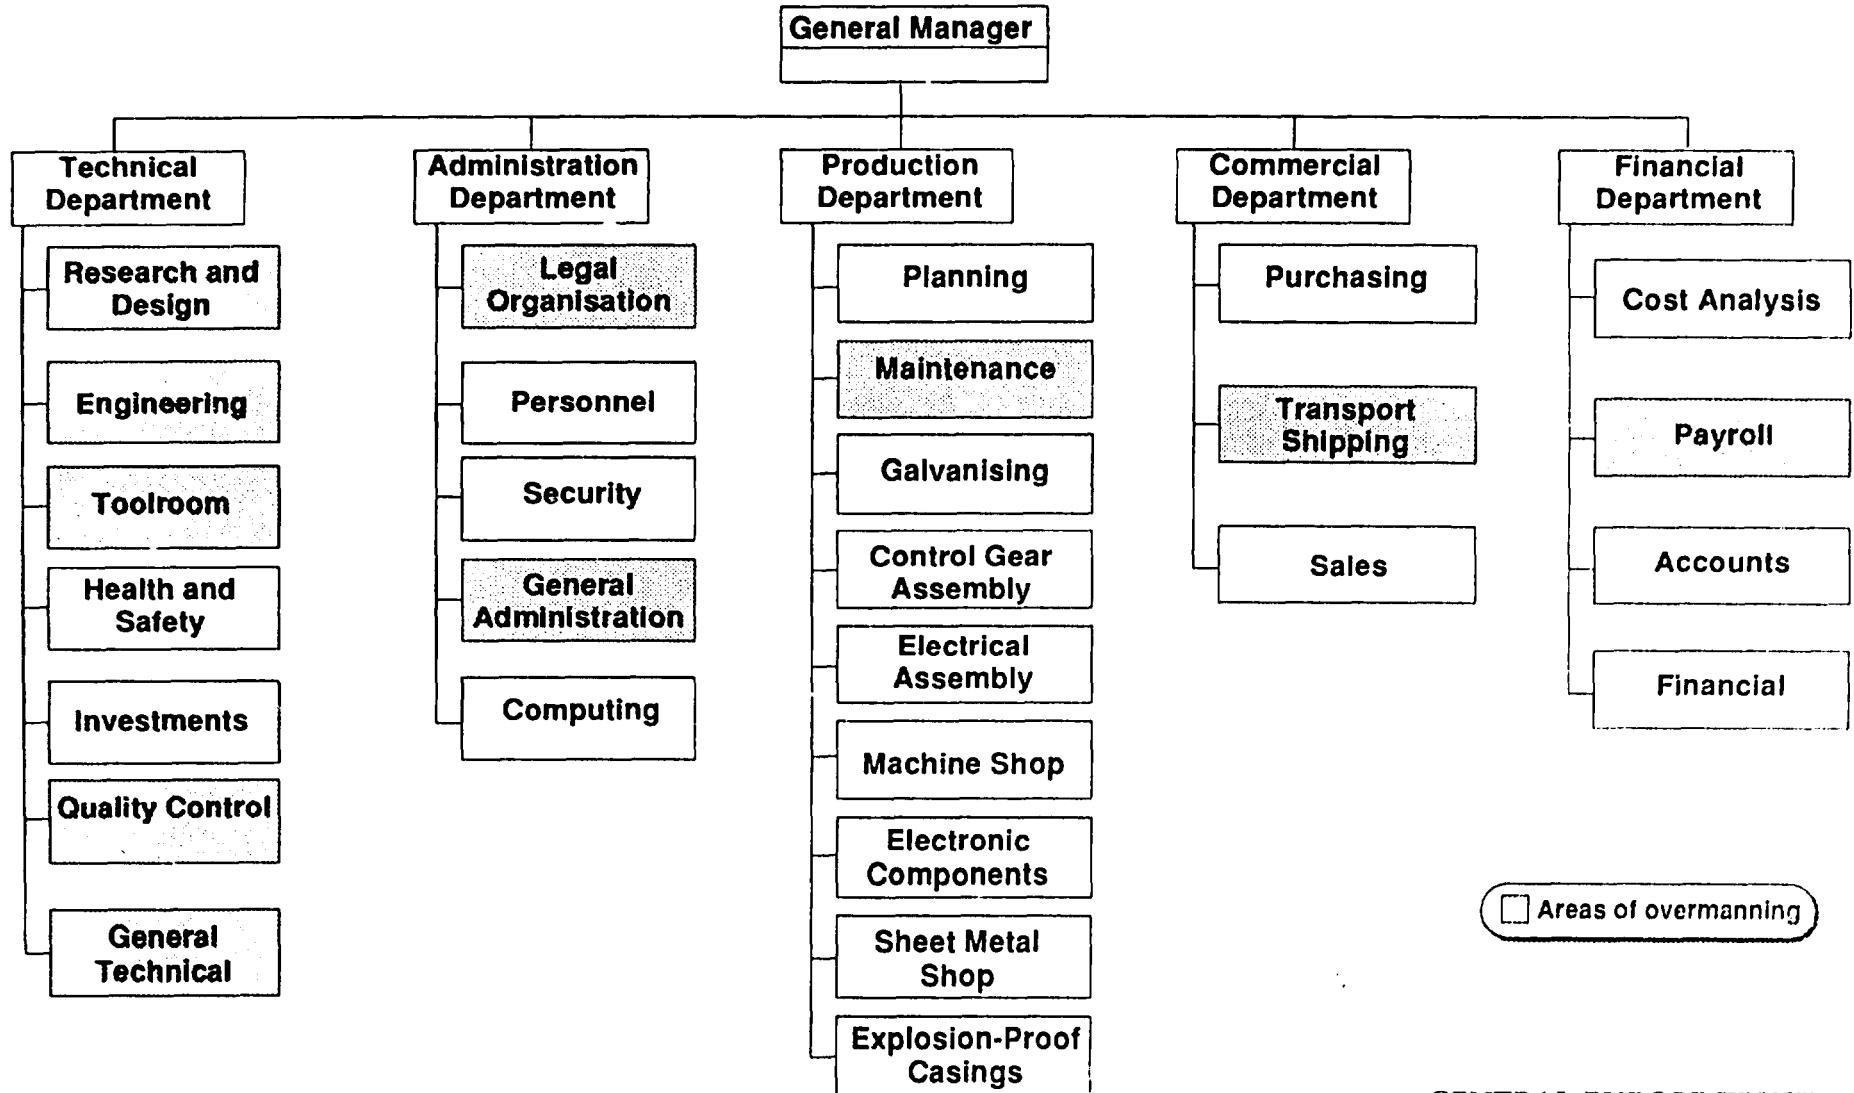 General Manager
Technical
Department
Research and
Design
Engineering
Toolroom
Health and
Safety
Investments
Quality Control
General
Technical
Administration
Department
Legal
Organisation
Personnel
Security
General
Administration
Computing
Production
Department
Planning
Maintenance
Galvanising
Control Gear
Assembly
Electrical
Assembly
Machine Shop
Electronic
Components
Sheet Metal
Shop
Explosion-Proof
Casings
Commercial
Department
Purchasing
Transport
Shipping
Sales
Financial
Department
Cost Analysis
Payroll
Accounts
Financial
Areas of overmanning